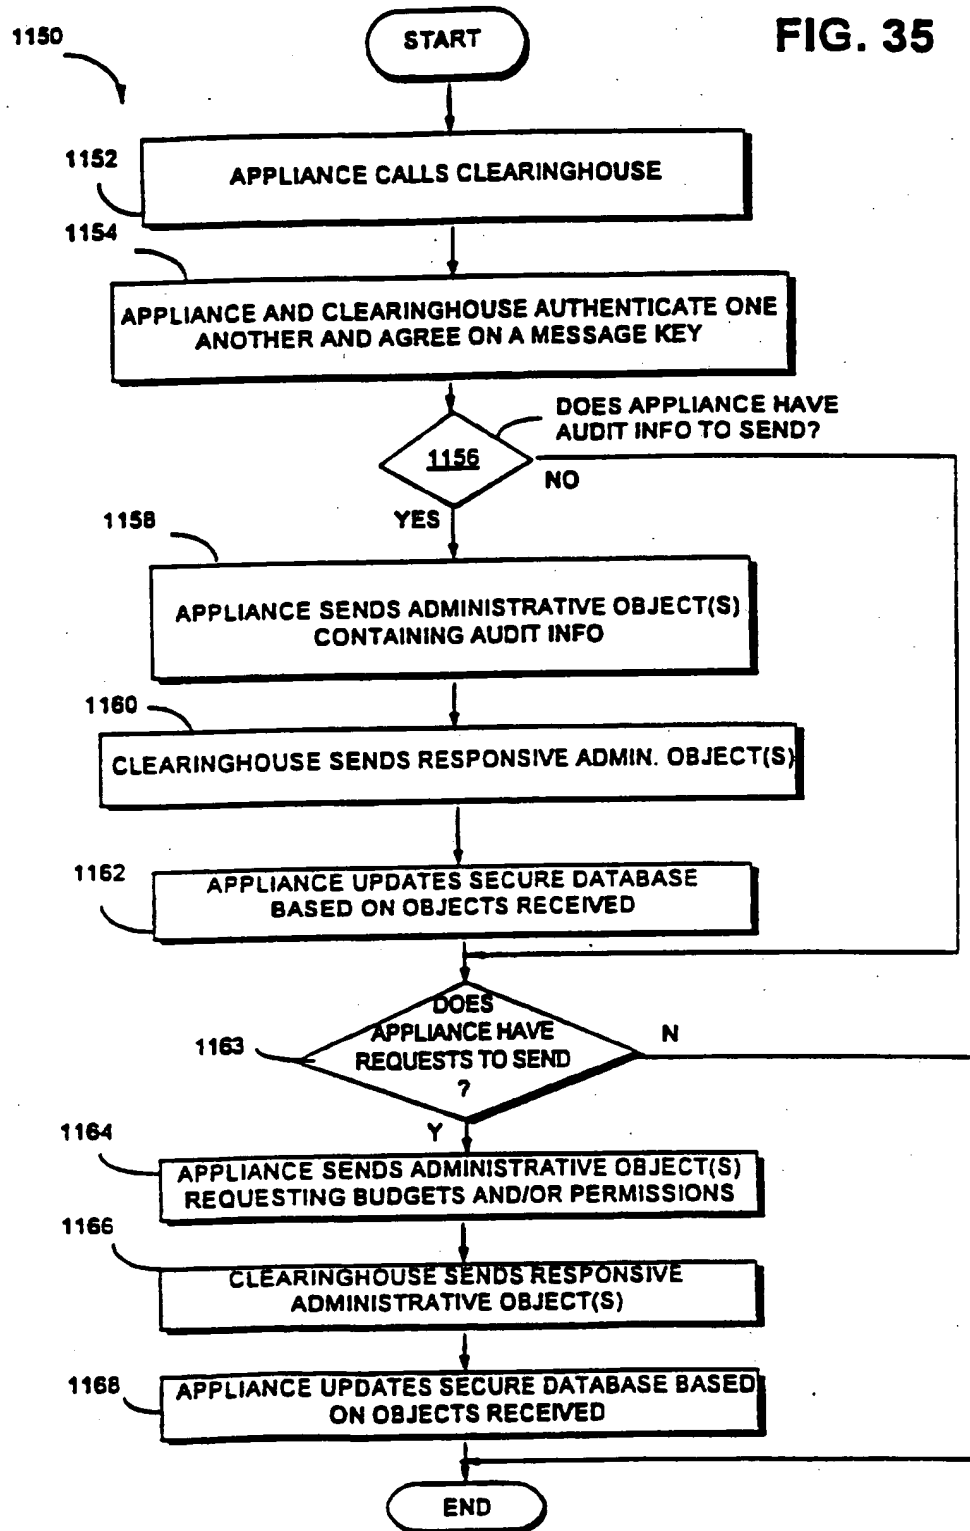 FIG. 35
1150
START
1152
APPLIANCE CALLS CLEARINGHOUSE
1154
APPLIANCE AND CLEARINGHOUSE AUTHENTICATE ONE
ANOTHER AND AGREE ON A MESSAGE KEY
DOES APPLIANCE HAVE
AUDIT INFO TO SEND?
1156
NO
YES
1158
APPLIANCE SENDS ADMINISTRATIVE OBJECT(S)
CONTAINING AUDIT INFO
1160
CLEARINGHOUSE SENDS RESPONSIVE ADMIN. OBJECT(S)
1162
APPLIANCE UPDATES SECURE DATABASE
BASED ON OBJECTS RECEIVED
1163
DOES
APPLIANCE HAVE
REQUESTS TO SEND
?
N
Y
1164
APPLIANCE SENDS ADMINISTRATIVE OBJECT(S)
REQUESTING BUDGETS AND/OR PERMISSIONS
1166
CLEARINGHOUSE SENDS RESPONSIVE
ADMINISTRATIVE OBJECT(S)
1168
APPLIANCE UPDATES SECURE DATABASE BASED
ON OBJECTS RECEIVED
END